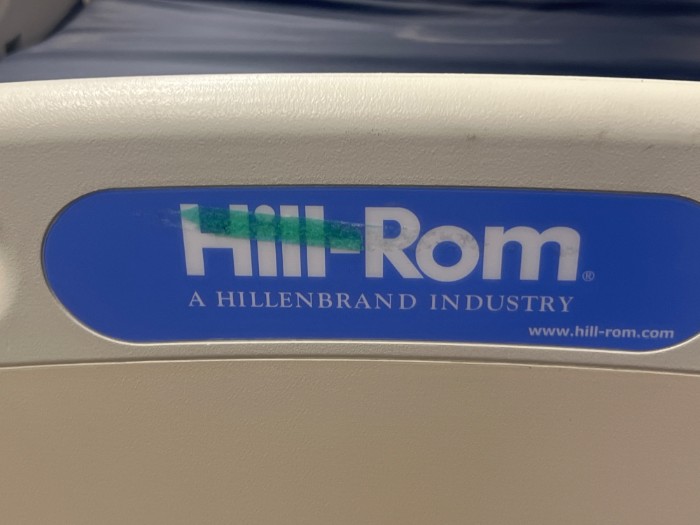 Hill-Rom®
A HILLENBRAND INDUSTRY
www.hill-rom.com